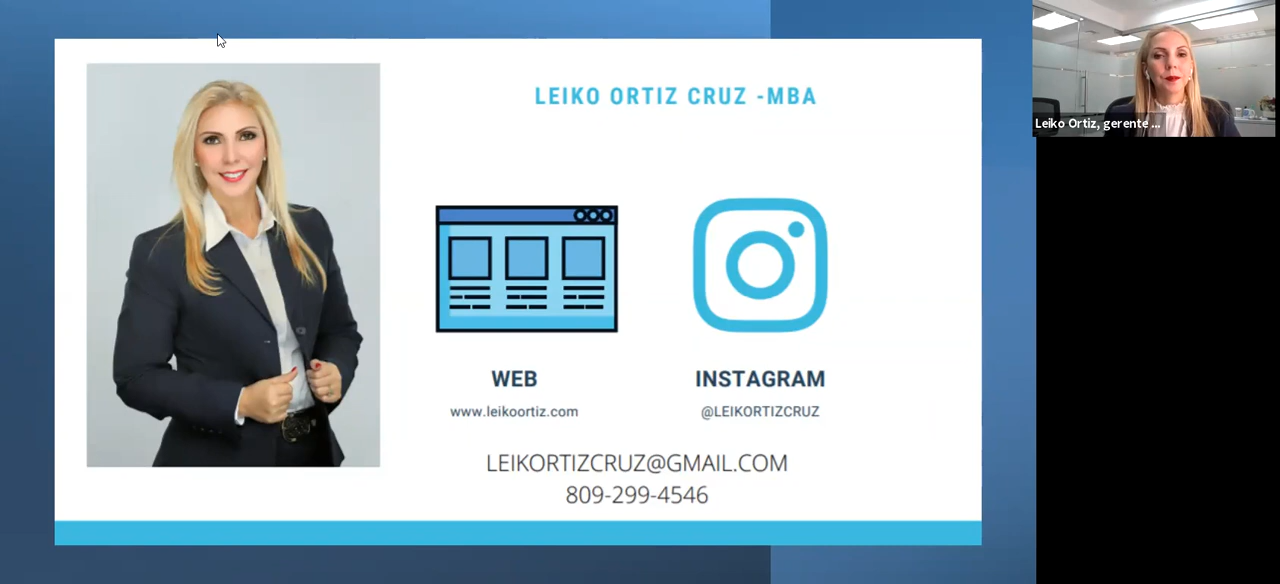 LEIKO ORTIZ CRUZ -MBA
Leiko Ortiz, gerente ...
WEB
INSTAGRAM
www.leikoortiz.com
@LEIKORTIZCRUZ
LEIKORTIZCRUZ@GMAIL.COM
809-299-4546